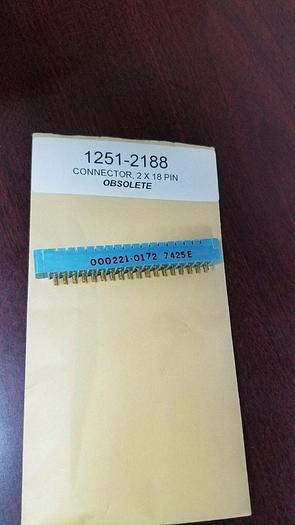 1251-2188
CONNECTOR, 2 X 18 PIN
OBSOLETE
000221-0172 7425E